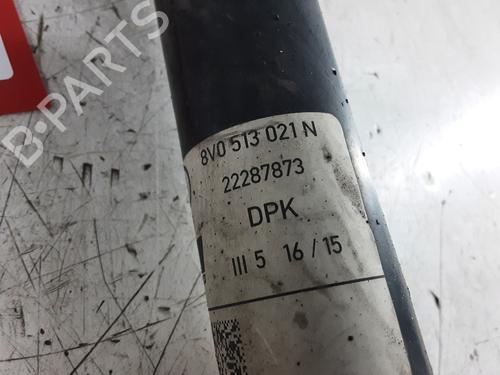 B-PARTS
8V0 513 021 N
22287873
DPK
III 5 16 / 15